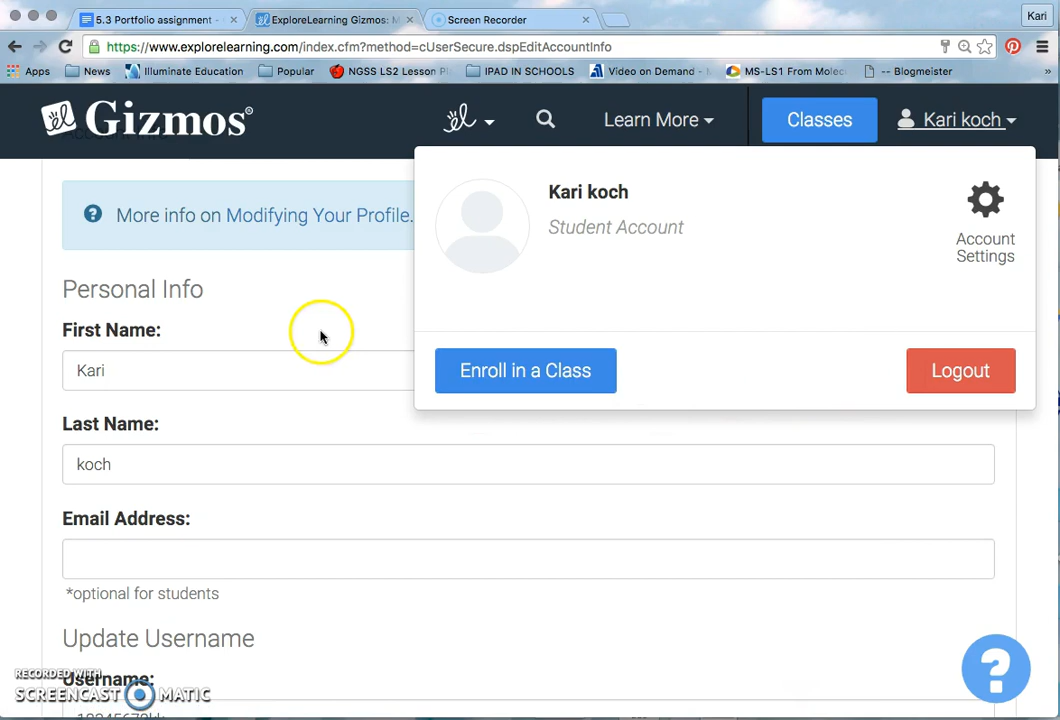 5.3 Portfolio assignment -
ExploreLearning Gizmos: M
Screen Recorder
Kari
https://www.explorelearning.com/index.cfm?method=cUserSecure.dspEditAccountInfo
Apps
News
Illuminate Education
Popular
NGSS LS2 Lesson Pl
IPAD IN SCHOOLS
Video on Demand -
MS-LS1 From Molec
-- Blogmeister
»
el Gizmos®
el
Learn More
Classes
Kari koch
More info on Modifying Your Profile.
Kari koch
Student Account
Account
Settings
Enroll in a Class
Logout
Personal Info
First Name:
Kari
Last Name:
koch
Email Address:
*optional for students
Update Username
Username:
RECORDED WITH
SCREENCAST MATIC
?